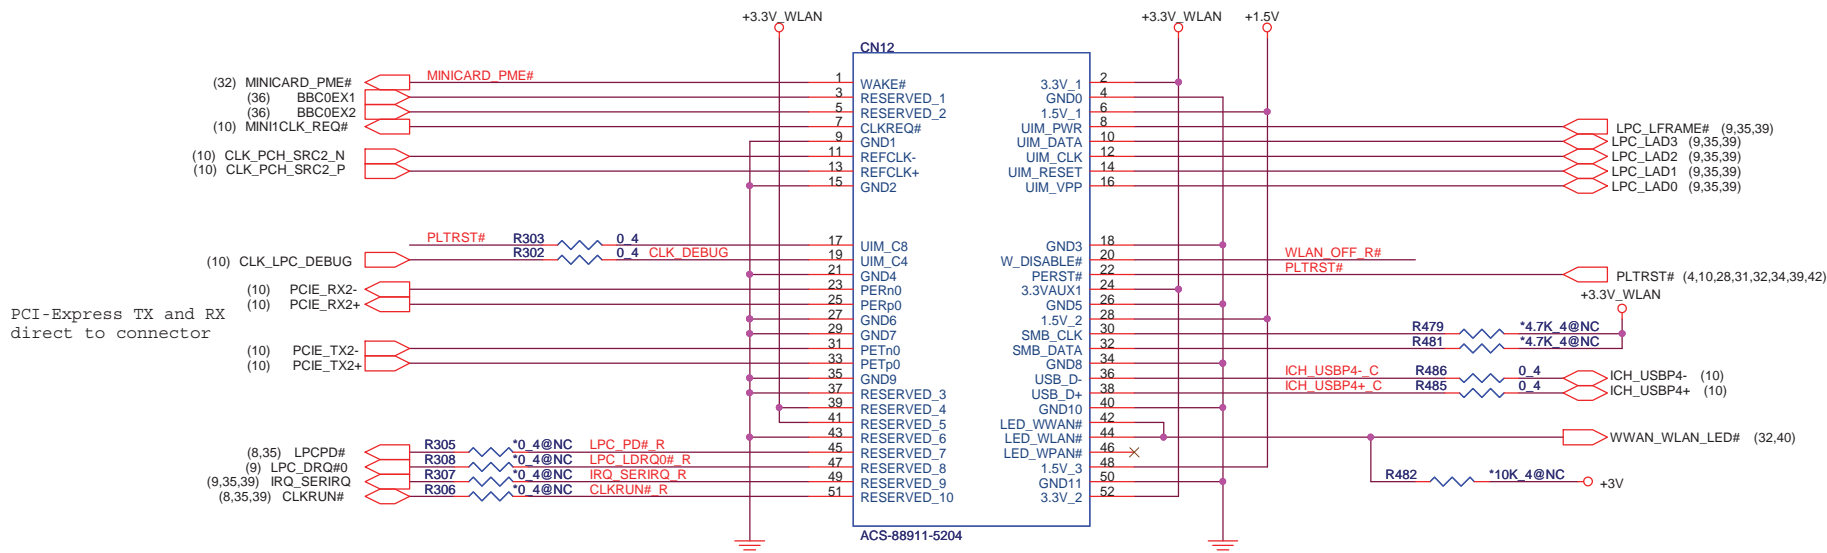 +3.3V_WLAN +3.3V_WLAN +1.5V
CN12
(32) MINICARD_PME# MINICARD_PME# 1 WAKE# 3.3V_1 2
(36) BBC0EX1 3 RESERVED_1 GND0 4
(36) BBC0EX2 5 RESERVED_2 1.5V_1 6
(10) MINI1CLK_REQ# 7 CLKREQ# UIM_PWR 8 LPC_LFRAME# (9,35,39)
9 GND1 UIM_DATA 10 LPC_LAD3 (9,35,39)
(10) CLK_PCH_SRC2_N 11 REFCLK- UIM_CLK 12 LPC_LAD2 (9,35,39)
(10) CLK_PCH_SRC2_P 13 REFCLK+ UIM_RESET 14 LPC_LAD1 (9,35,39)
15 GND2 UIM_VPP 16 LPC_LAD0 (9,35,39)
PLTRST# R303 0_4 17 UIM_C8 GND3 18
(10) CLK_LPC_DEBUG R302 0_4 CLK_DEBUG 19 UIM_C4 W_DISABLE# 20 WLAN_OFF_R#
21 GND4 PERST# 22 PLTRST# PLTRST# (4,10,28,31,32,34,39,42)
(10) PCIE_RX2- 23 PERn0 3.3VAUX1 24 +3.3V_WLAN
(10) PCIE_RX2+ 25 PERp0 GND5 26
PCI-Express TX and RX
direct to connector
27 GND6 1.5V_2 28
29 GND7 SMB_CLK 30 R479 *4.7K_4@NC
(10) PCIE_TX2- 31 PETn0 SMB_DATA 32 R481 *4.7K_4@NC
(10) PCIE_TX2+ 33 PETp0 GND8 34
35 GND9 USB_D- 36 ICH_USBP4-_C R486 0_4 ICH_USBP4- (10)
37 RESERVED_3 USB_D+ 38 ICH_USBP4+_C R485 0_4 ICH_USBP4+ (10)
39 RESERVED_4 GND10 40
41 RESERVED_5 LED_WWAN# 42
43 RESERVED_6 LED_WLAN# 44 WWAN_WLAN_LED# (32,40)
(8,35) LPCPD# R305 *0_4@NC LPC_PD#_R 45 RESERVED_7 LED_WPAN# 46
(9) LPC_DRQ#0 R308 *0_4@NC LPC_LDRQ0#_R 47 RESERVED_8 1.5V_3 48
(9,35,39) IRQ_SERIRQ R307 *0_4@NC IRQ_SERIRQ_R 49 RESERVED_9 GND11 50 R482 *10K_4@NC +3V
(8,35,39) CLKRUN# R306 *0_4@NC CLKRUN#_R 51 RESERVED_10 3.3V_2 52
ACS-88911-5204